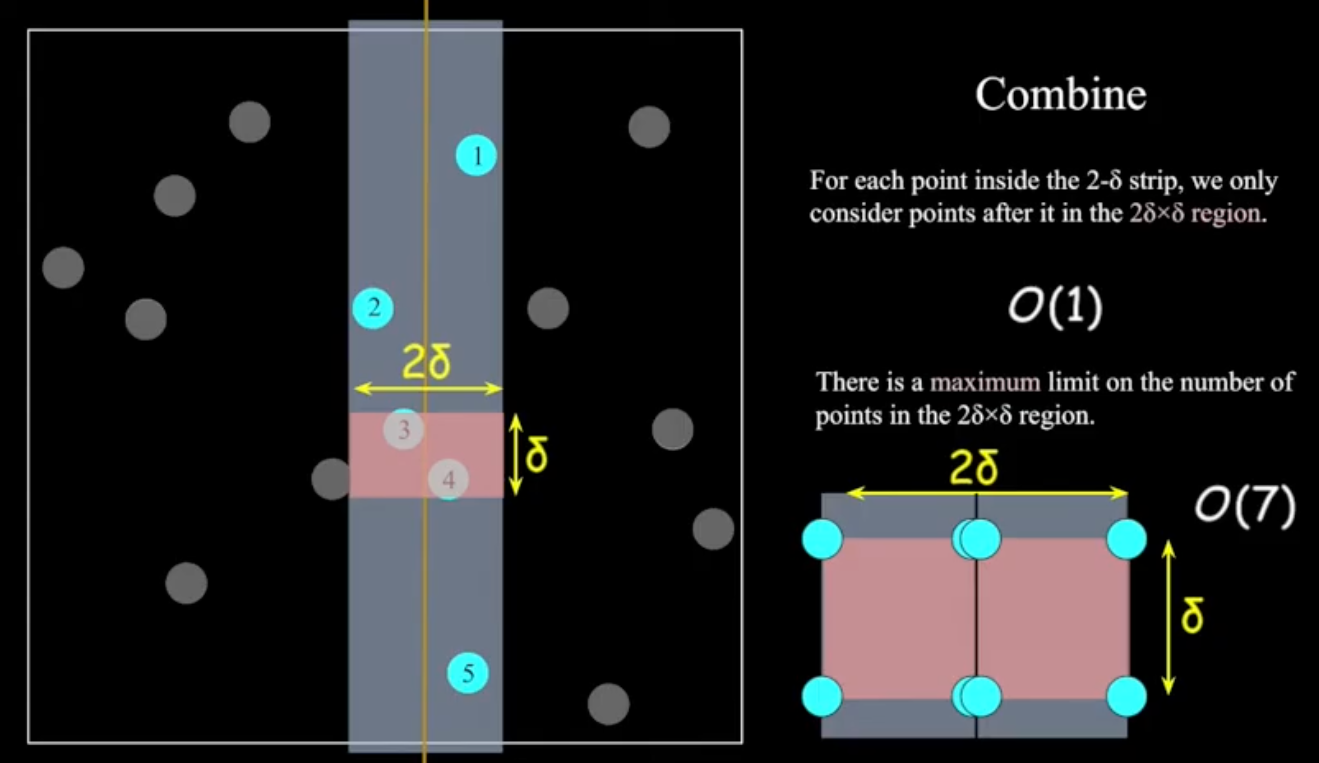 Combine
For each point inside the 2-δ strip, we only
consider points after it in the 2δ×δ region.
O(1)
There is a maximum limit on the number of
points in the 2δ×δ region.
2δ
O(7)
δ
1
2
2δ
3
δ
4
5